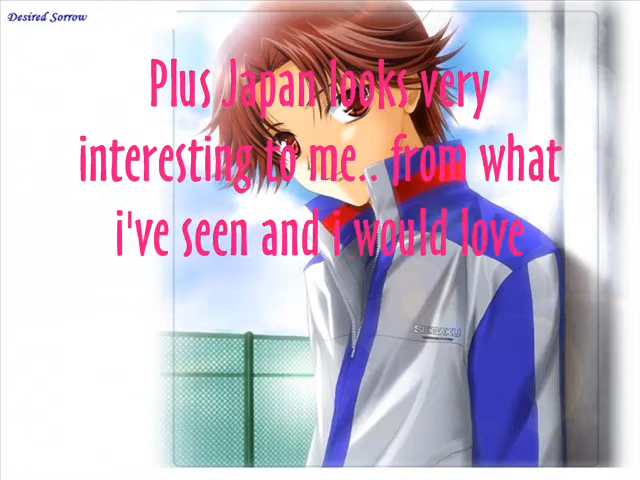 Desired Sorrow
Plus Japan looks very
interesting to me.. from what
i've seen and i would love
SEIGAKU